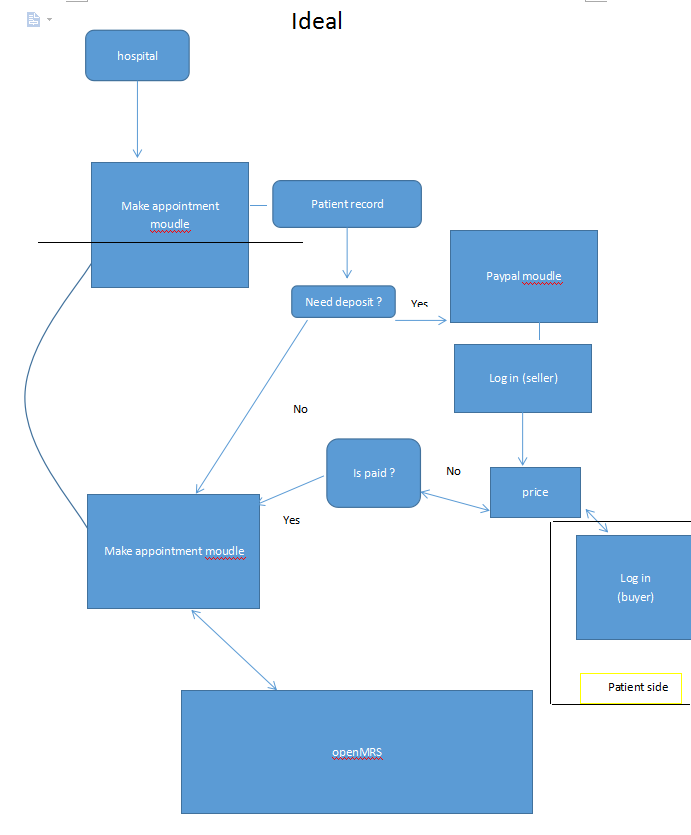 Ideal
hospital
Make appointment
moudle
Patient record
Need deposit ?
Yes
Paypal moudle
Log in (seller)
No
Is paid ?
No
price
Yes
Make appointment moudle
Log in
(buyer)
Patient side
openMRS